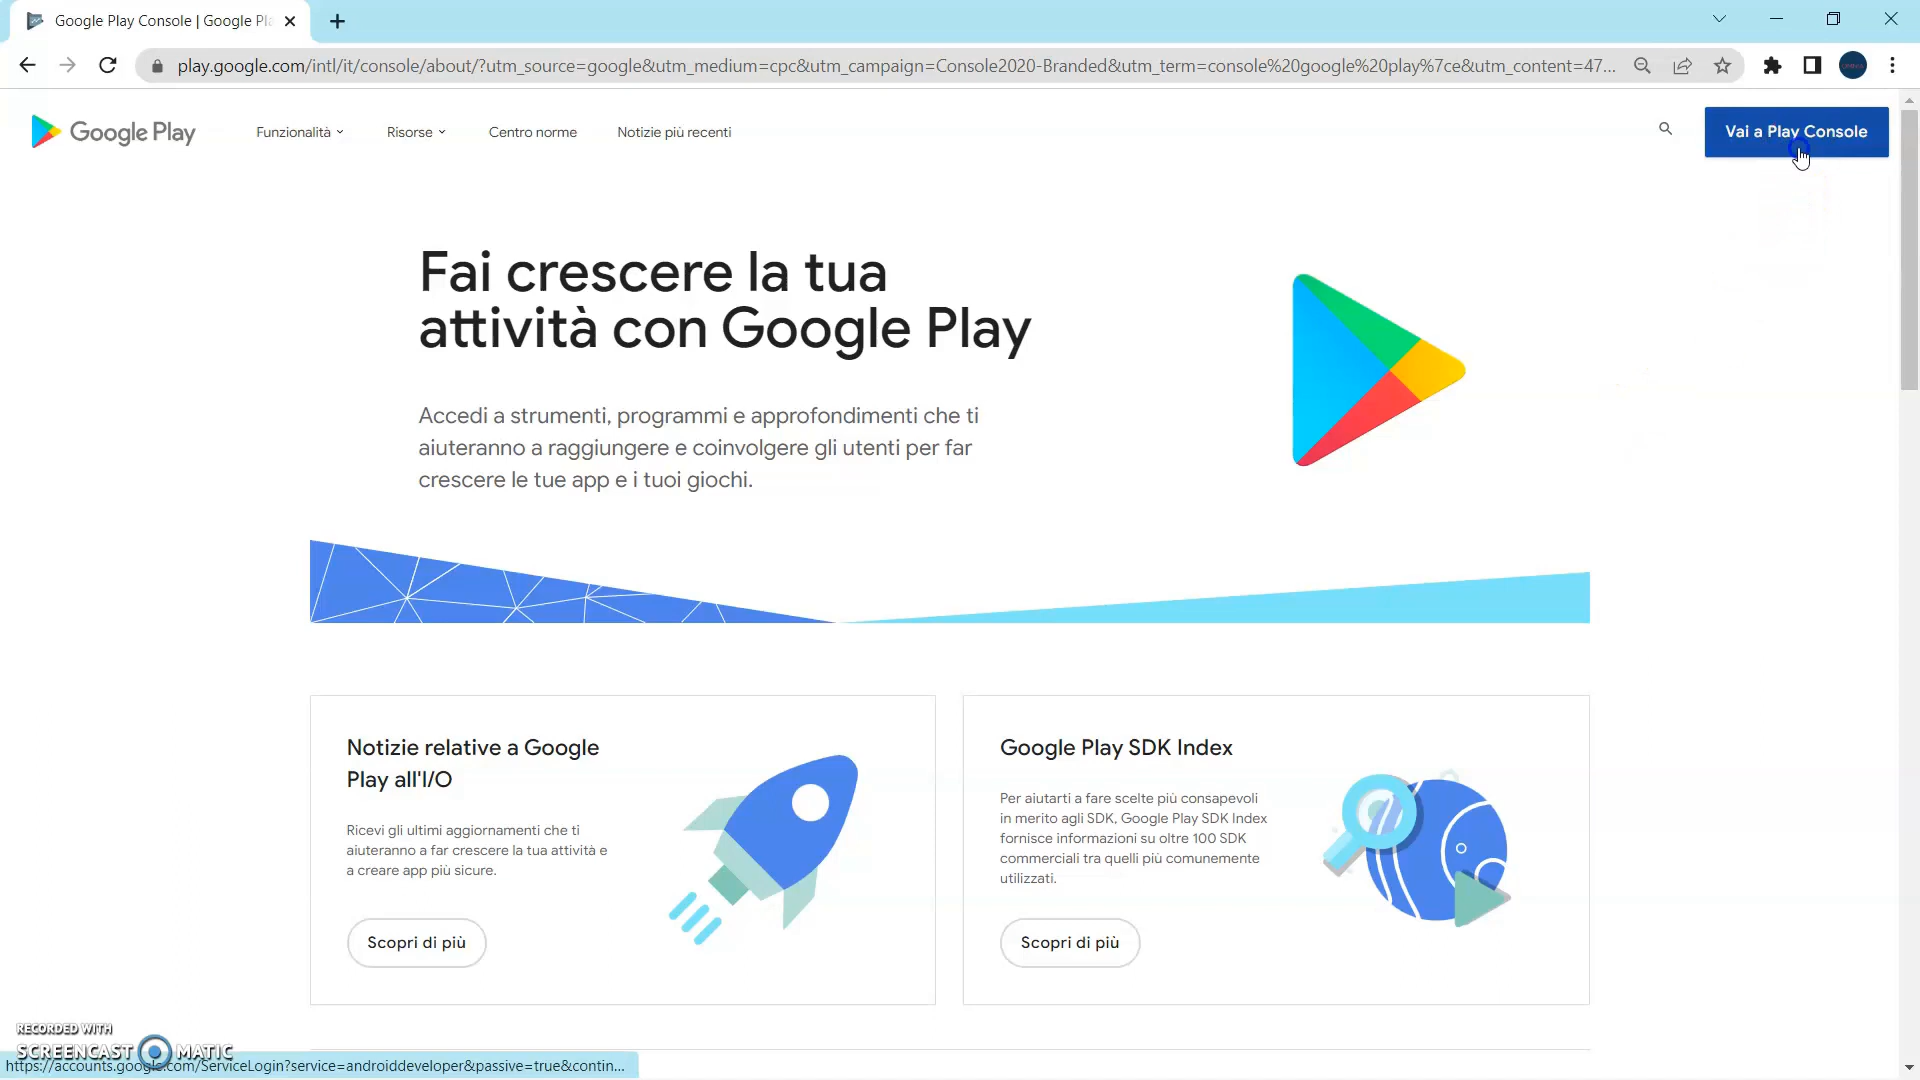 Google Play Console | Google Pla
play.google.com/intl/it/console/about/?utm_source=google&utm_medium=cpc&utm_campaign=Console2020-Branded&utm_term=console%20google%20play%7ce&utm_content=47...
Google Play
Funzionalità
Risorse
Centro norme
Notizie più recenti
Vai a Play Console
Fai crescere la tua
attività con Google Play
Accedi a strumenti, programmi e approfondimenti che ti
aiuteranno a raggiungere e coinvolgere gli utenti per far
crescere le tue app e i tuoi giochi.
Notizie relative a Google
Play all'I/O
Ricevi gli ultimi aggiornamenti che ti
aiuteranno a far crescere la tua attività e
a creare app più sicure.
Scopri di più
Google Play SDK Index
Per aiutarti a fare scelte più consapevoli
in merito agli SDK, Google Play SDK Index
fornisce informazioni su oltre 100 SDK
commerciali tra quelli più comunemente
utilizzati.
Scopri di più
RECORDED WITH
SCREENCAST MATIC
https://accounts.google.com/ServiceLogin?service=androiddeveloper&passive=true&contin...